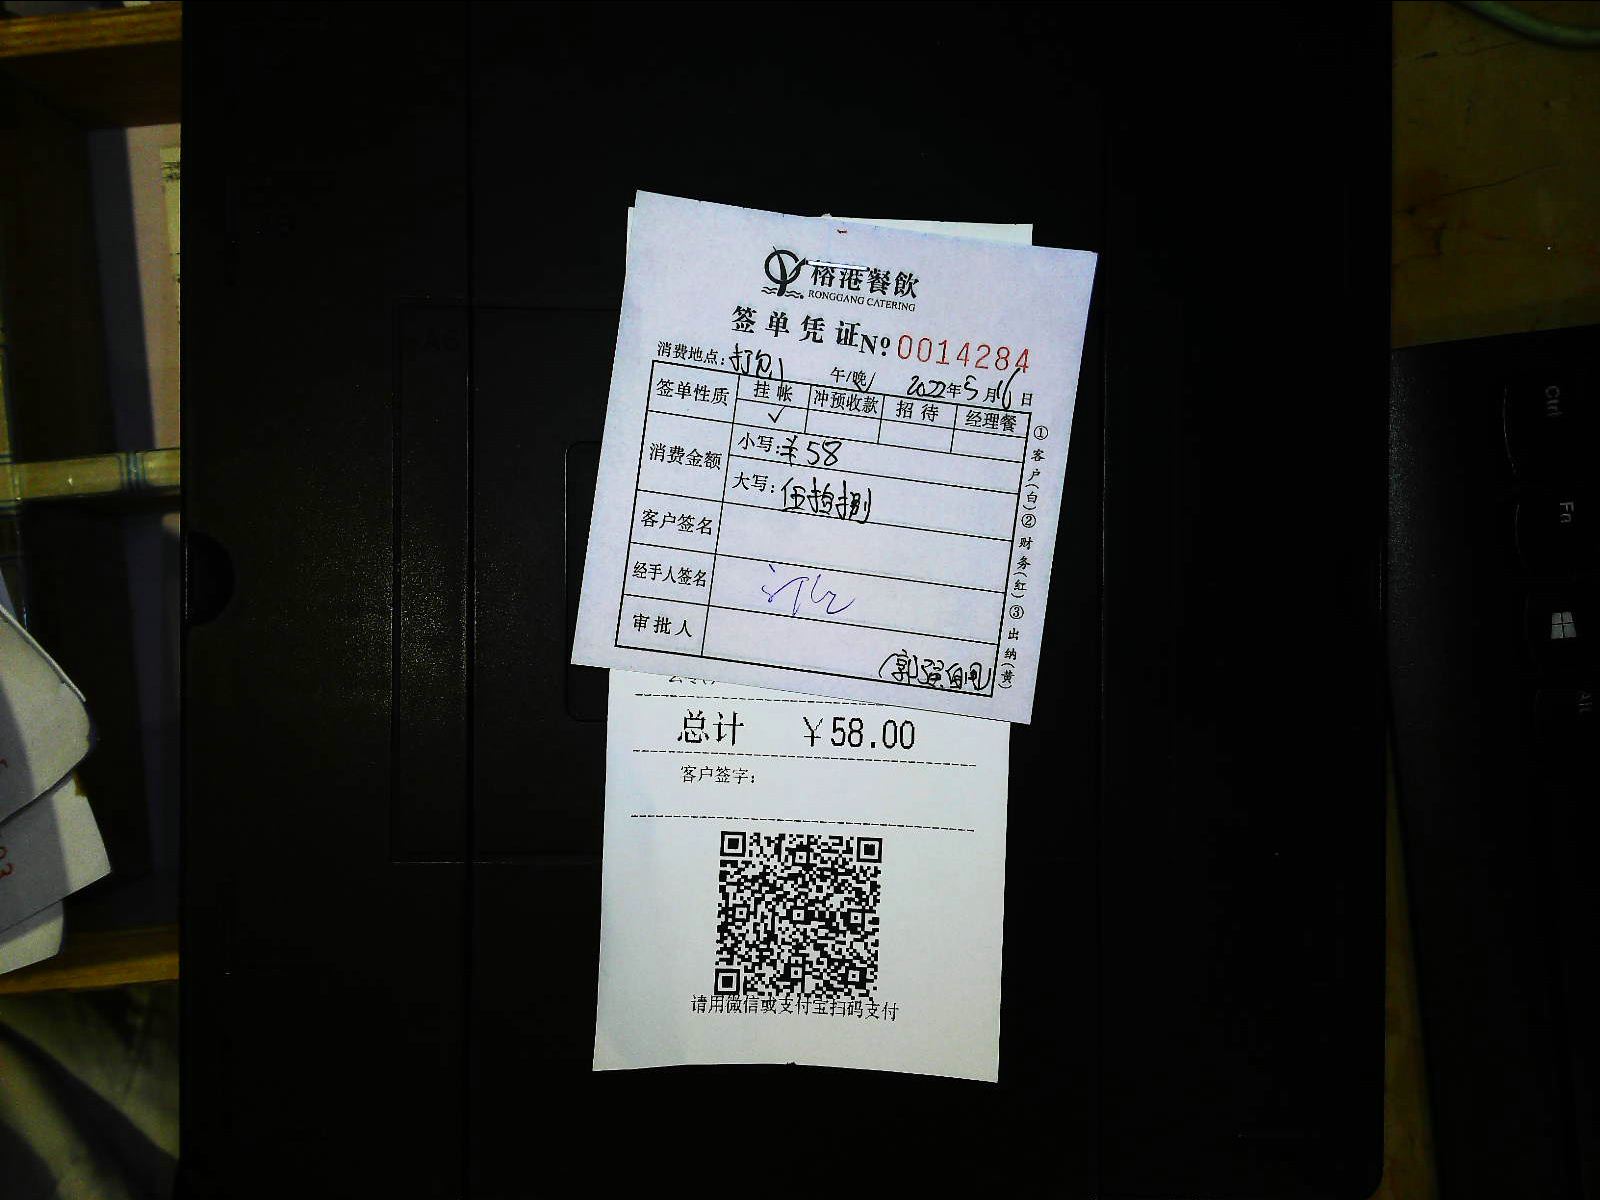 榕港餐飲
RONGGANG CATERING
签单凭证 Nº 0014284
消费地点：打包 午/晚 2022年5月16日
签单性质 挂帐 冲预收款 招待 经理餐
✓
消费金额 小写：¥58
大写：伍拾捌
客户签名
经手人签名
审批人
①客户(白)②财务(红)③出纳(黄)
总计 ¥58.00
客户签字：
请用微信或支付宝扫码支付
A6
Ctrl
Fn
Alt